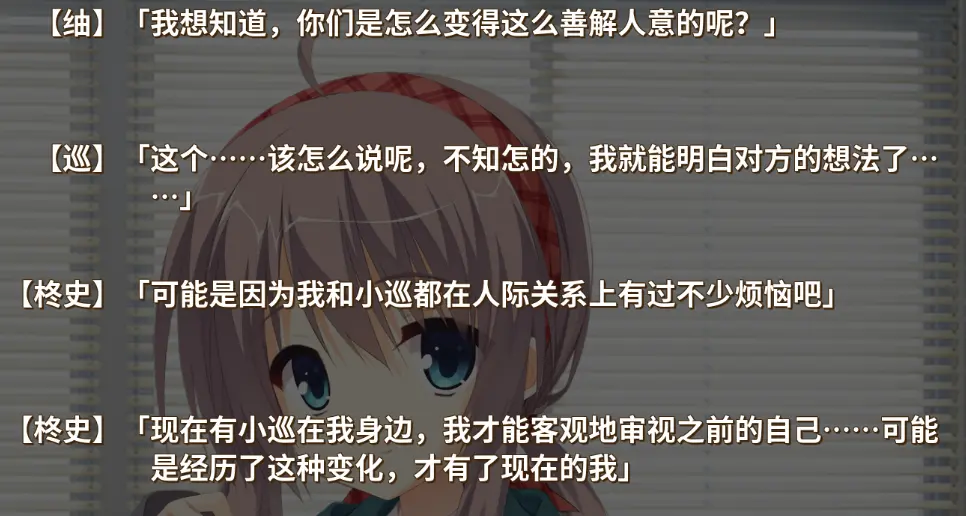 【䌷】「我想知道，你们是怎么变得这么善解人意的呢？」
【巡】「这个……该怎么说呢，不知怎的，我就能明白对方的想法了…
…」
【柊史】「可能是因为我和小巡都在人际关系上有过不少烦恼吧」
【柊史】「现在有小巡在我身边，我才能客观地审视之前的自己……可能
是经历了这种变化，才有了现在的我」